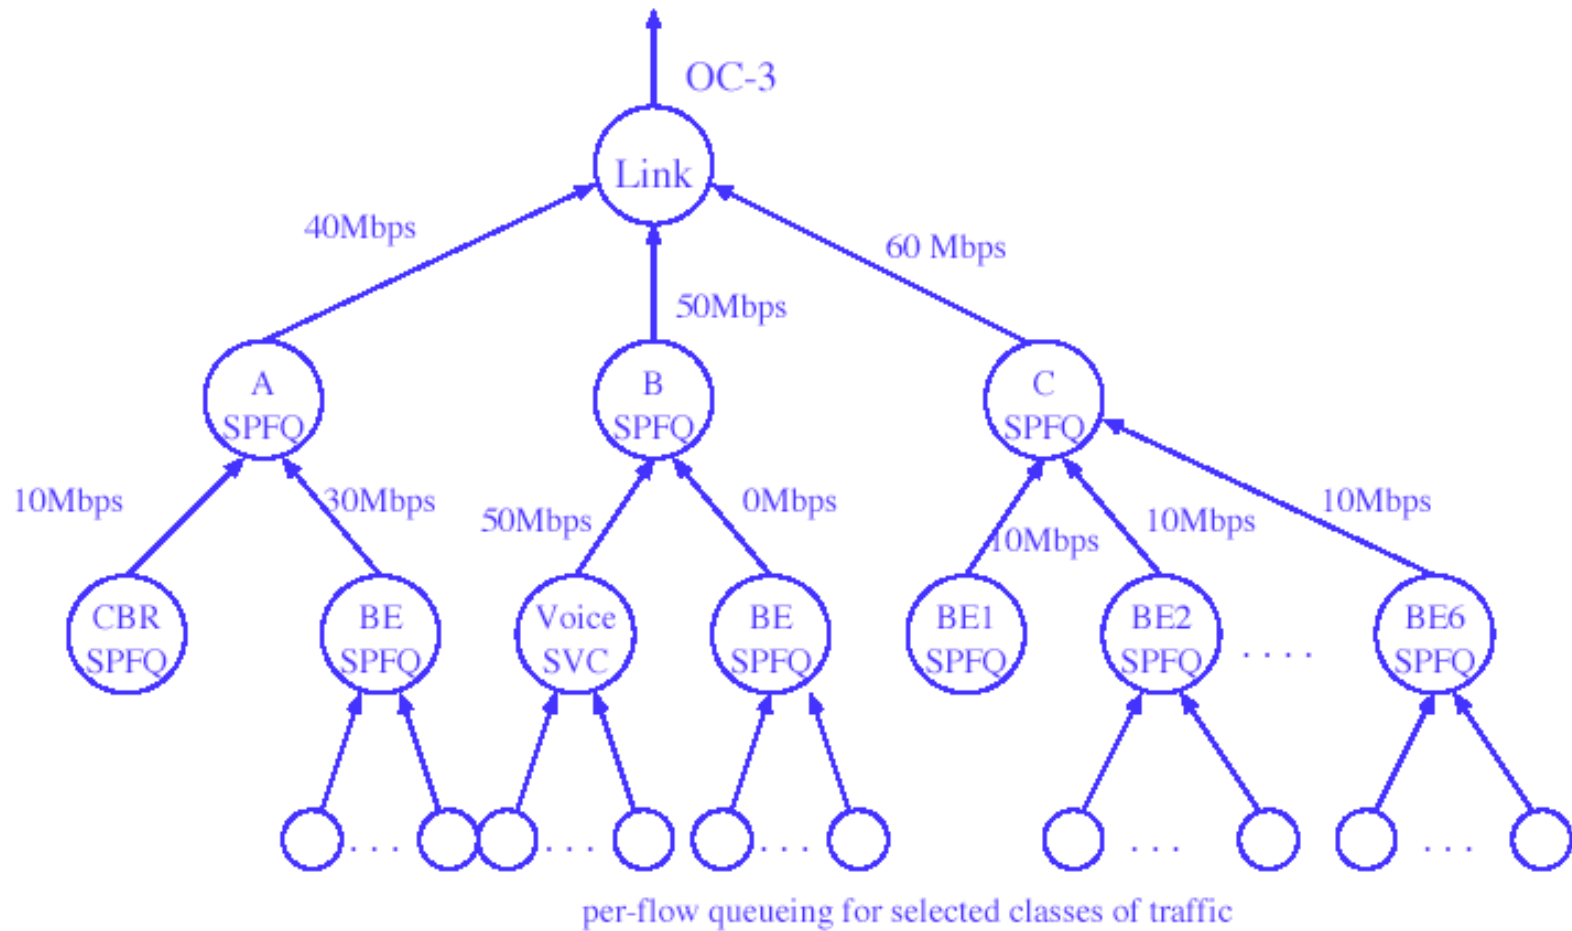 OC-3
Link
40Mbps
60 Mbps
50Mbps
A
SPFQ
B
SPFQ
C
SPFQ
10Mbps
30Mbps
50Mbps
0Mbps
10Mbps
10Mbps
10Mbps
CBR
SPFQ
BE
SPFQ
Voice
SVC
BE
SPFQ
BE1
SPFQ
BE2
SPFQ
. . . .
BE6
SPFQ
. . .
. . .
. . .
. . .
. . .
per-flow queueing for selected classes of traffic